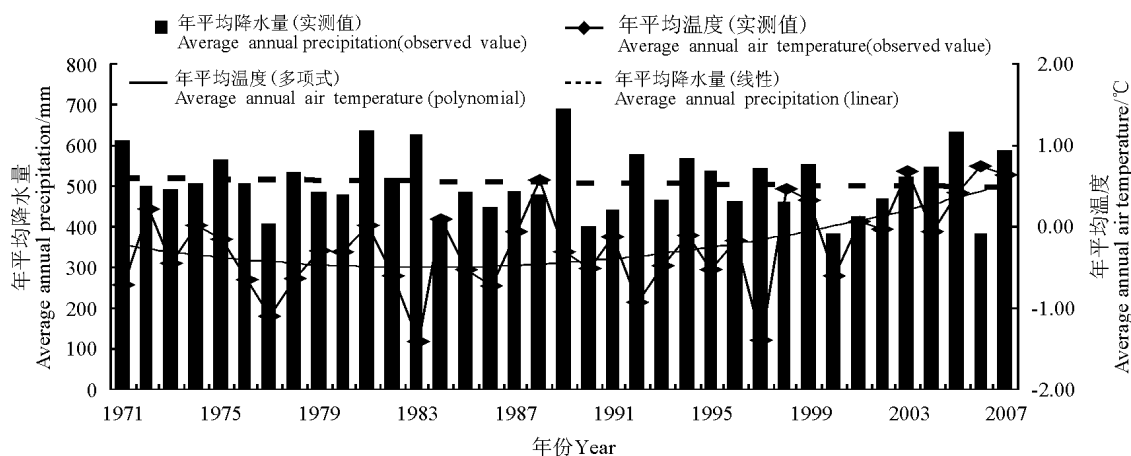 年平均降水量(实测值)
Average annual precipitation(observed value)
年平均温度(实测值)
Average annual air temperature(observed value)
年平均温度(多项式)
Average annual air temperature (polynomial)
年平均降水量(线性)
Average annual precipitation (linear)
年平均降水量
Average annual precipitation/mm
800
700
600
500
400
300
200
100
0
2.00
1.00
0.00
-1.00
-2.00
年平均温度
Average annual air temperature/℃
1971 1975 1979 1983 1987 1991 1995 1999 2003 2007
年份Year